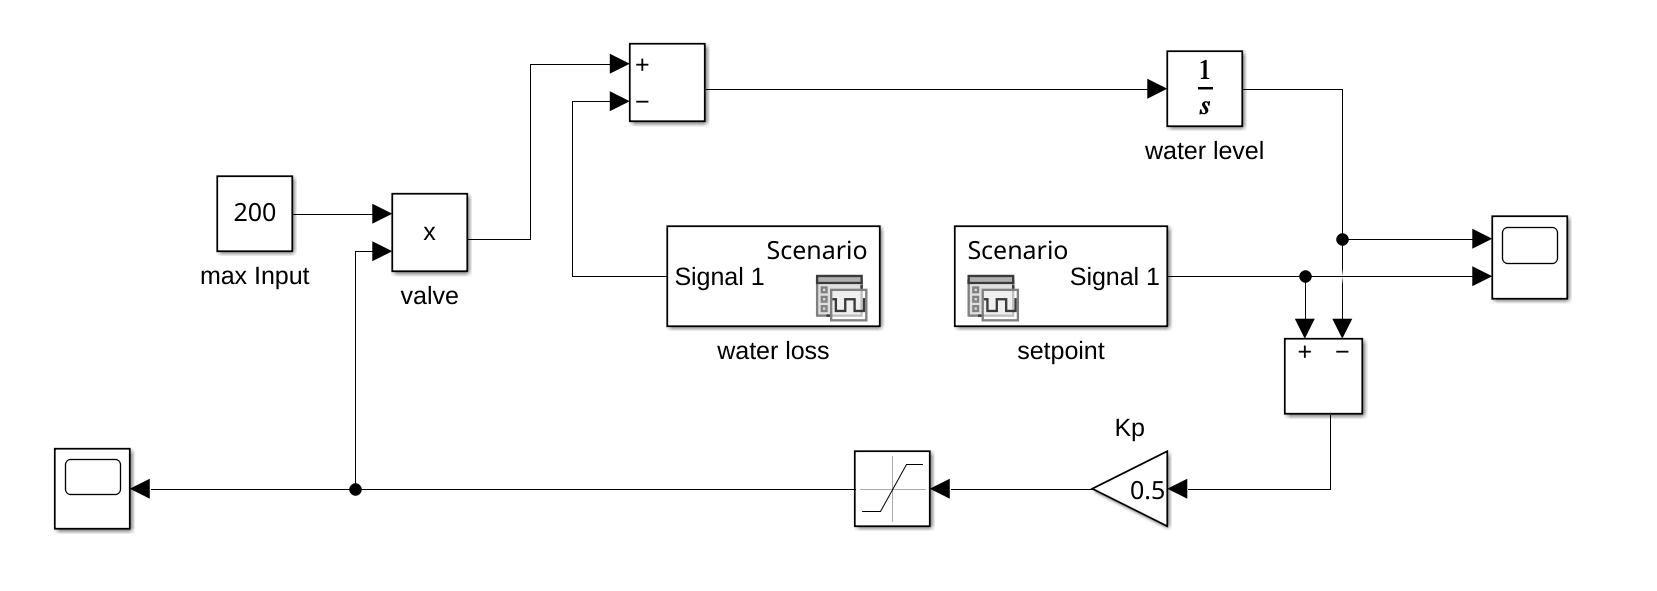 +
−
1
s
water level
200
max Input
x
valve
Scenario
Signal 1
water loss
Scenario
Signal 1
setpoint
+ −
Kp
0.5